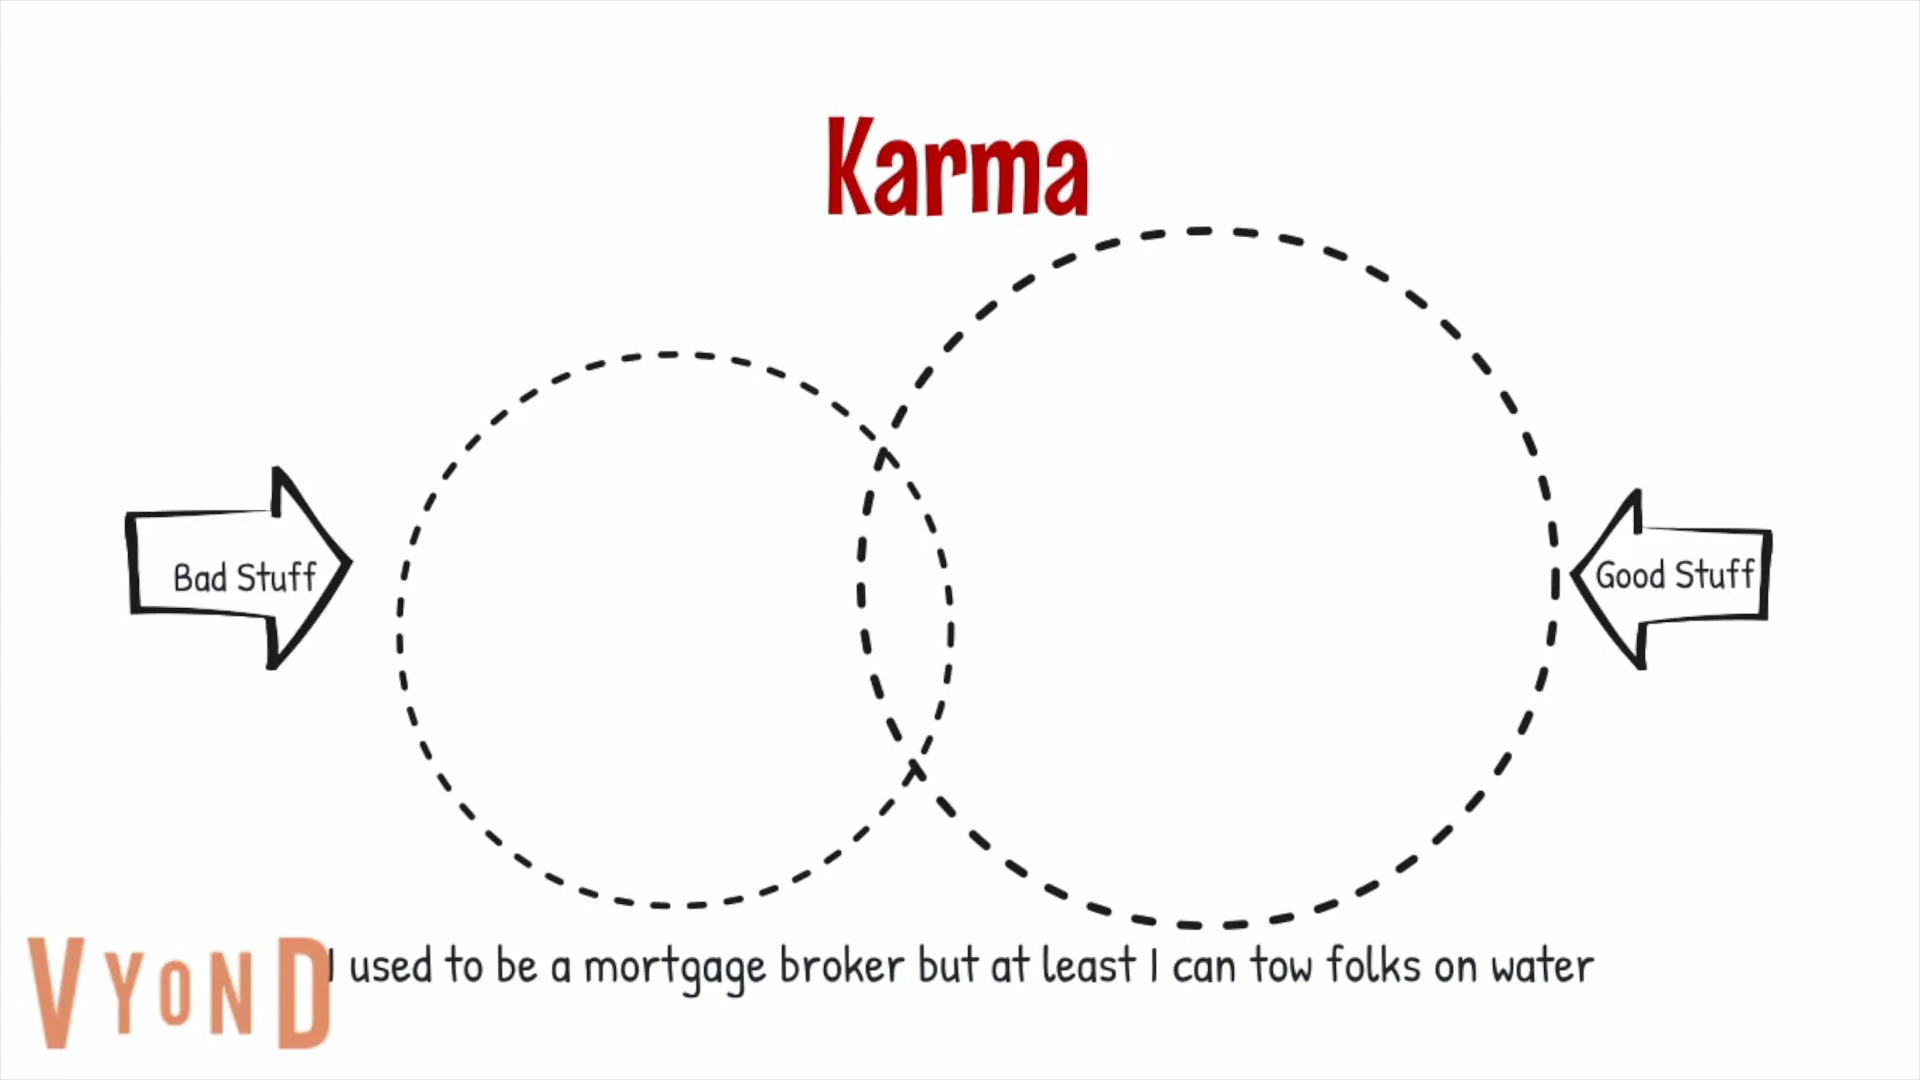 Karma
Bad Stuff
Good Stuff
I used to be a mortgage broker but at least I can tow folks on water
VYOND